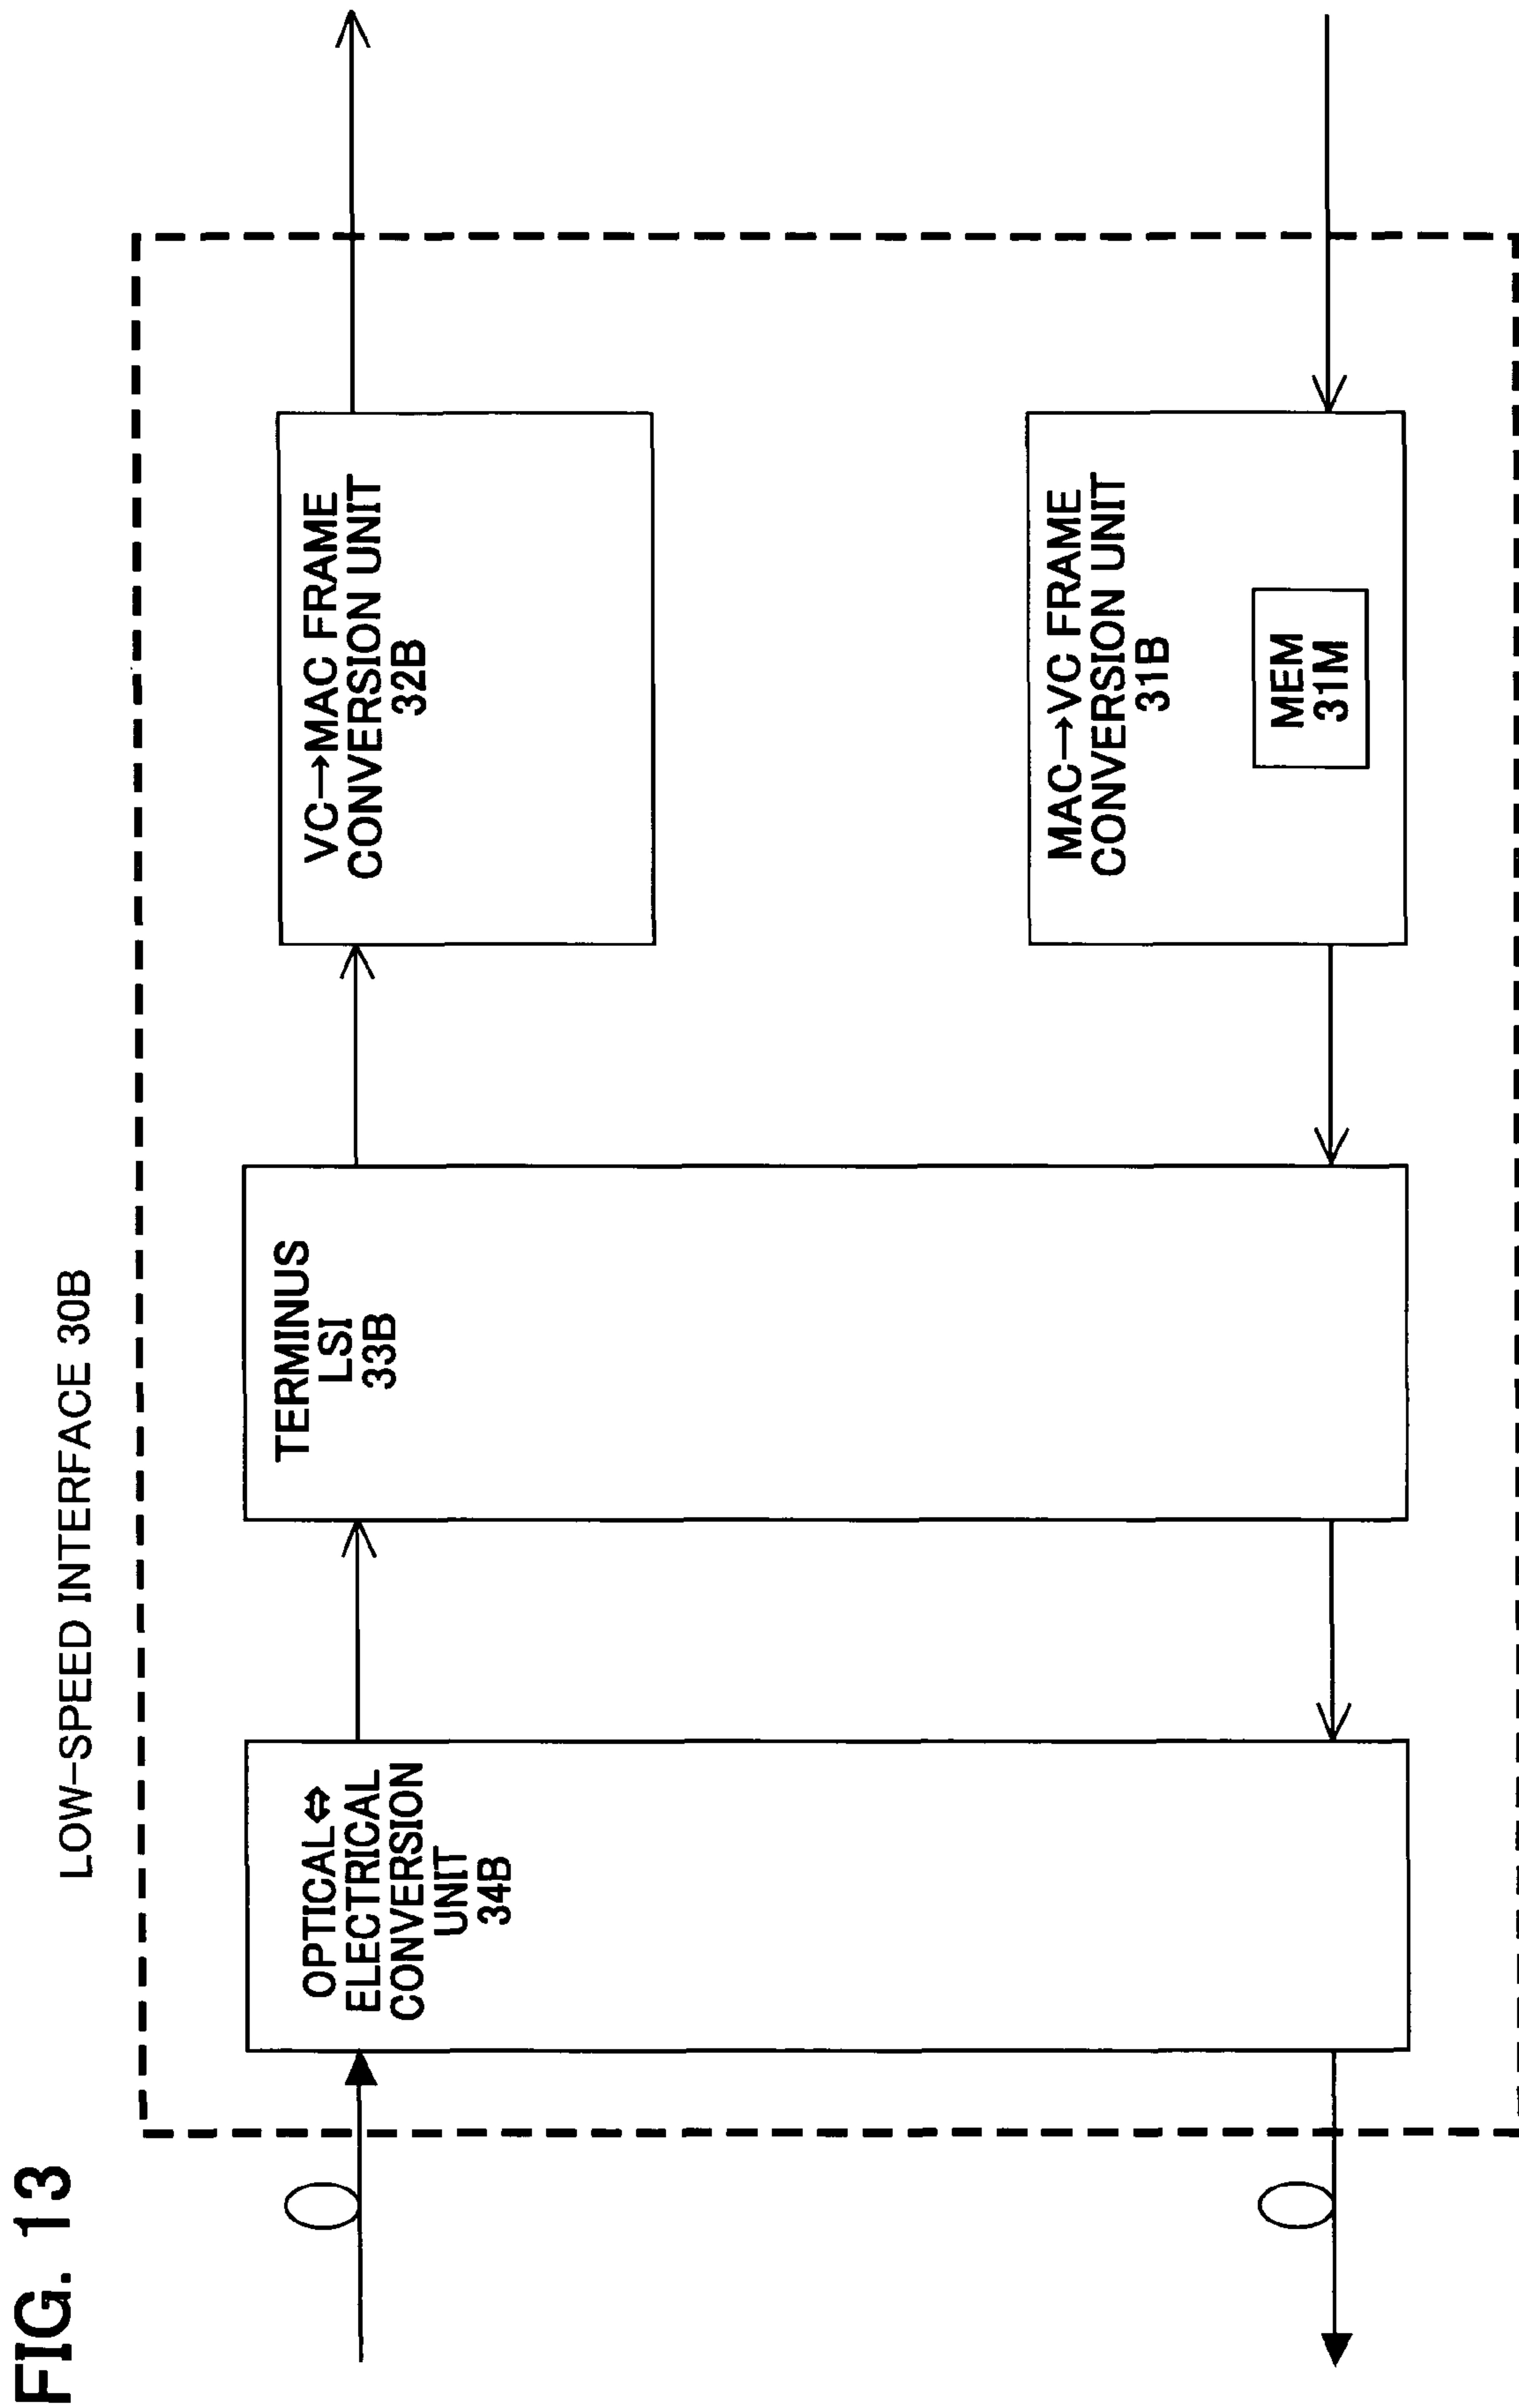 FIG. 13
LOW-SPEED INTERFACE 30B
OPTICAL⇔
ELECTRICAL
CONVERSION
UNIT
34B
TERMINUS
LSI
33B
VC→MAC FRAME
CONVERSION UNIT
32B
MAC→VC FRAME
CONVERSION UNIT
31B
MEM
31M